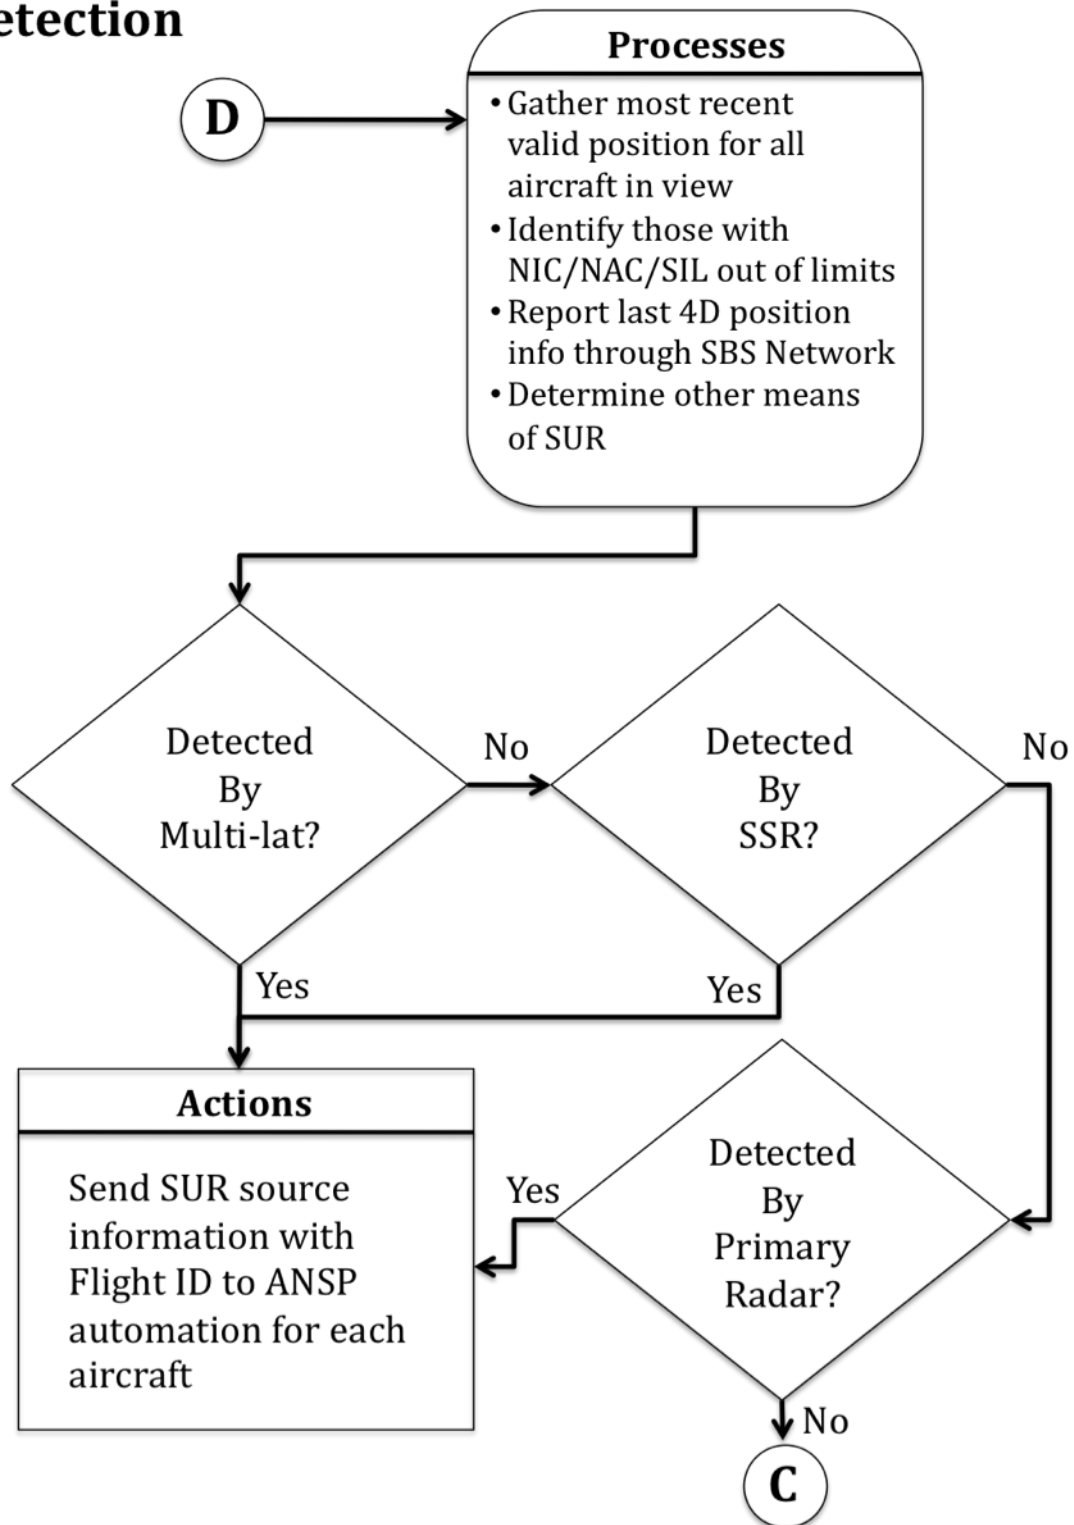 etection
D
Processes
• Gather most recent
valid position for all
aircraft in view
• Identify those with
NIC/NAC/SIL out of limits
• Report last 4D position
info through SBS Network
• Determine other means
of SUR
Detected
By
Multi-lat?
No
Detected
By
SSR?
No
Yes
Yes
Actions
Send SUR source
information with
Flight ID to ANSP
automation for each
aircraft
Yes
Detected
By
Primary
Radar?
No
C